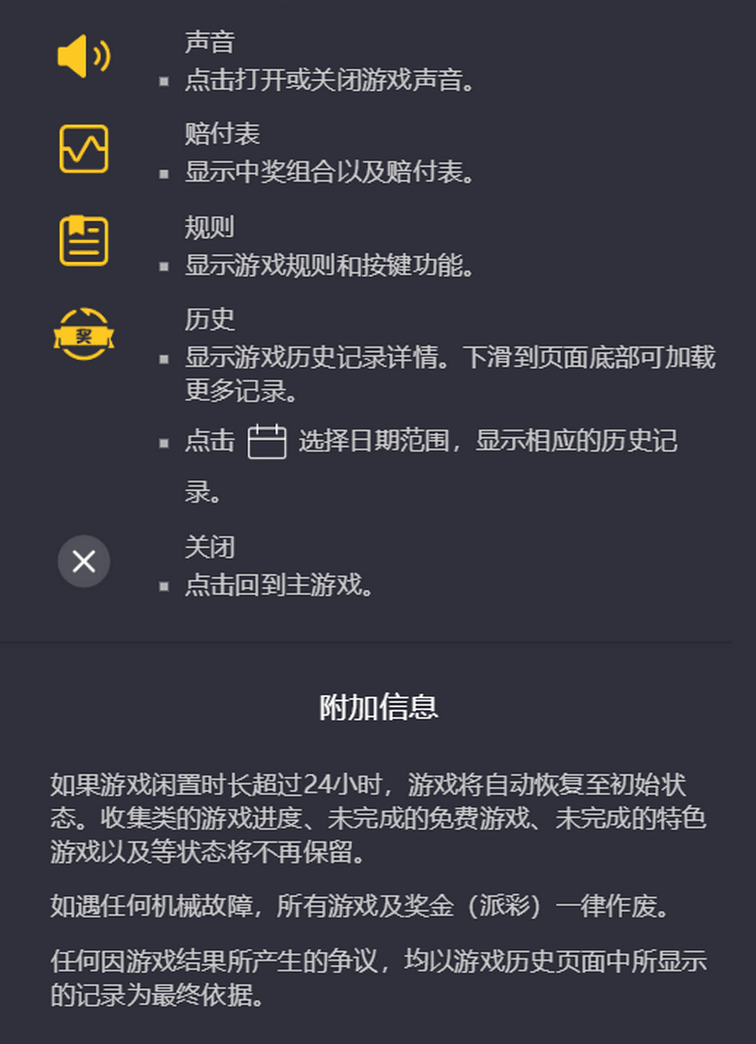 声音
▪ 点击打开或关闭游戏声音。
赔付表
▪ 显示中奖组合以及赔付表。
规则
▪ 显示游戏规则和按键功能。
奖
历史
▪ 显示游戏历史记录详情。下滑到页面底部可加载
更多记录。
▪ 点击 选择日期范围，显示相应的历史记
录。
关闭
▪ 点击回到主游戏。
附加信息
如果游戏闲置时长超过24小时，游戏将自动恢复至初始状
态。收集类的游戏进度、未完成的免费游戏、未完成的特色
游戏以及等状态将不再保留。
如遇任何机械故障，所有游戏及奖金（派彩）一律作废。
任何因游戏结果所产生的争议，均以游戏历史页面中所显示
的记录为最终依据。